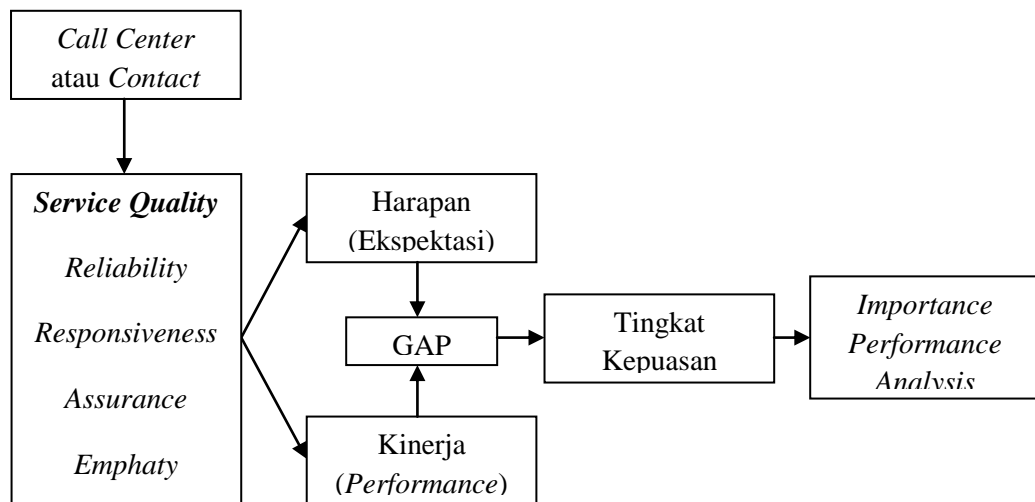 Call Center
atau Contact
Service Quality
Reliability
Responsiveness
Assurance
Emphaty
Harapan
(Ekspektasi)
GAP
Kinerja
(Performance)
Tingkat
Kepuasan
Importance
Performance
Analysis